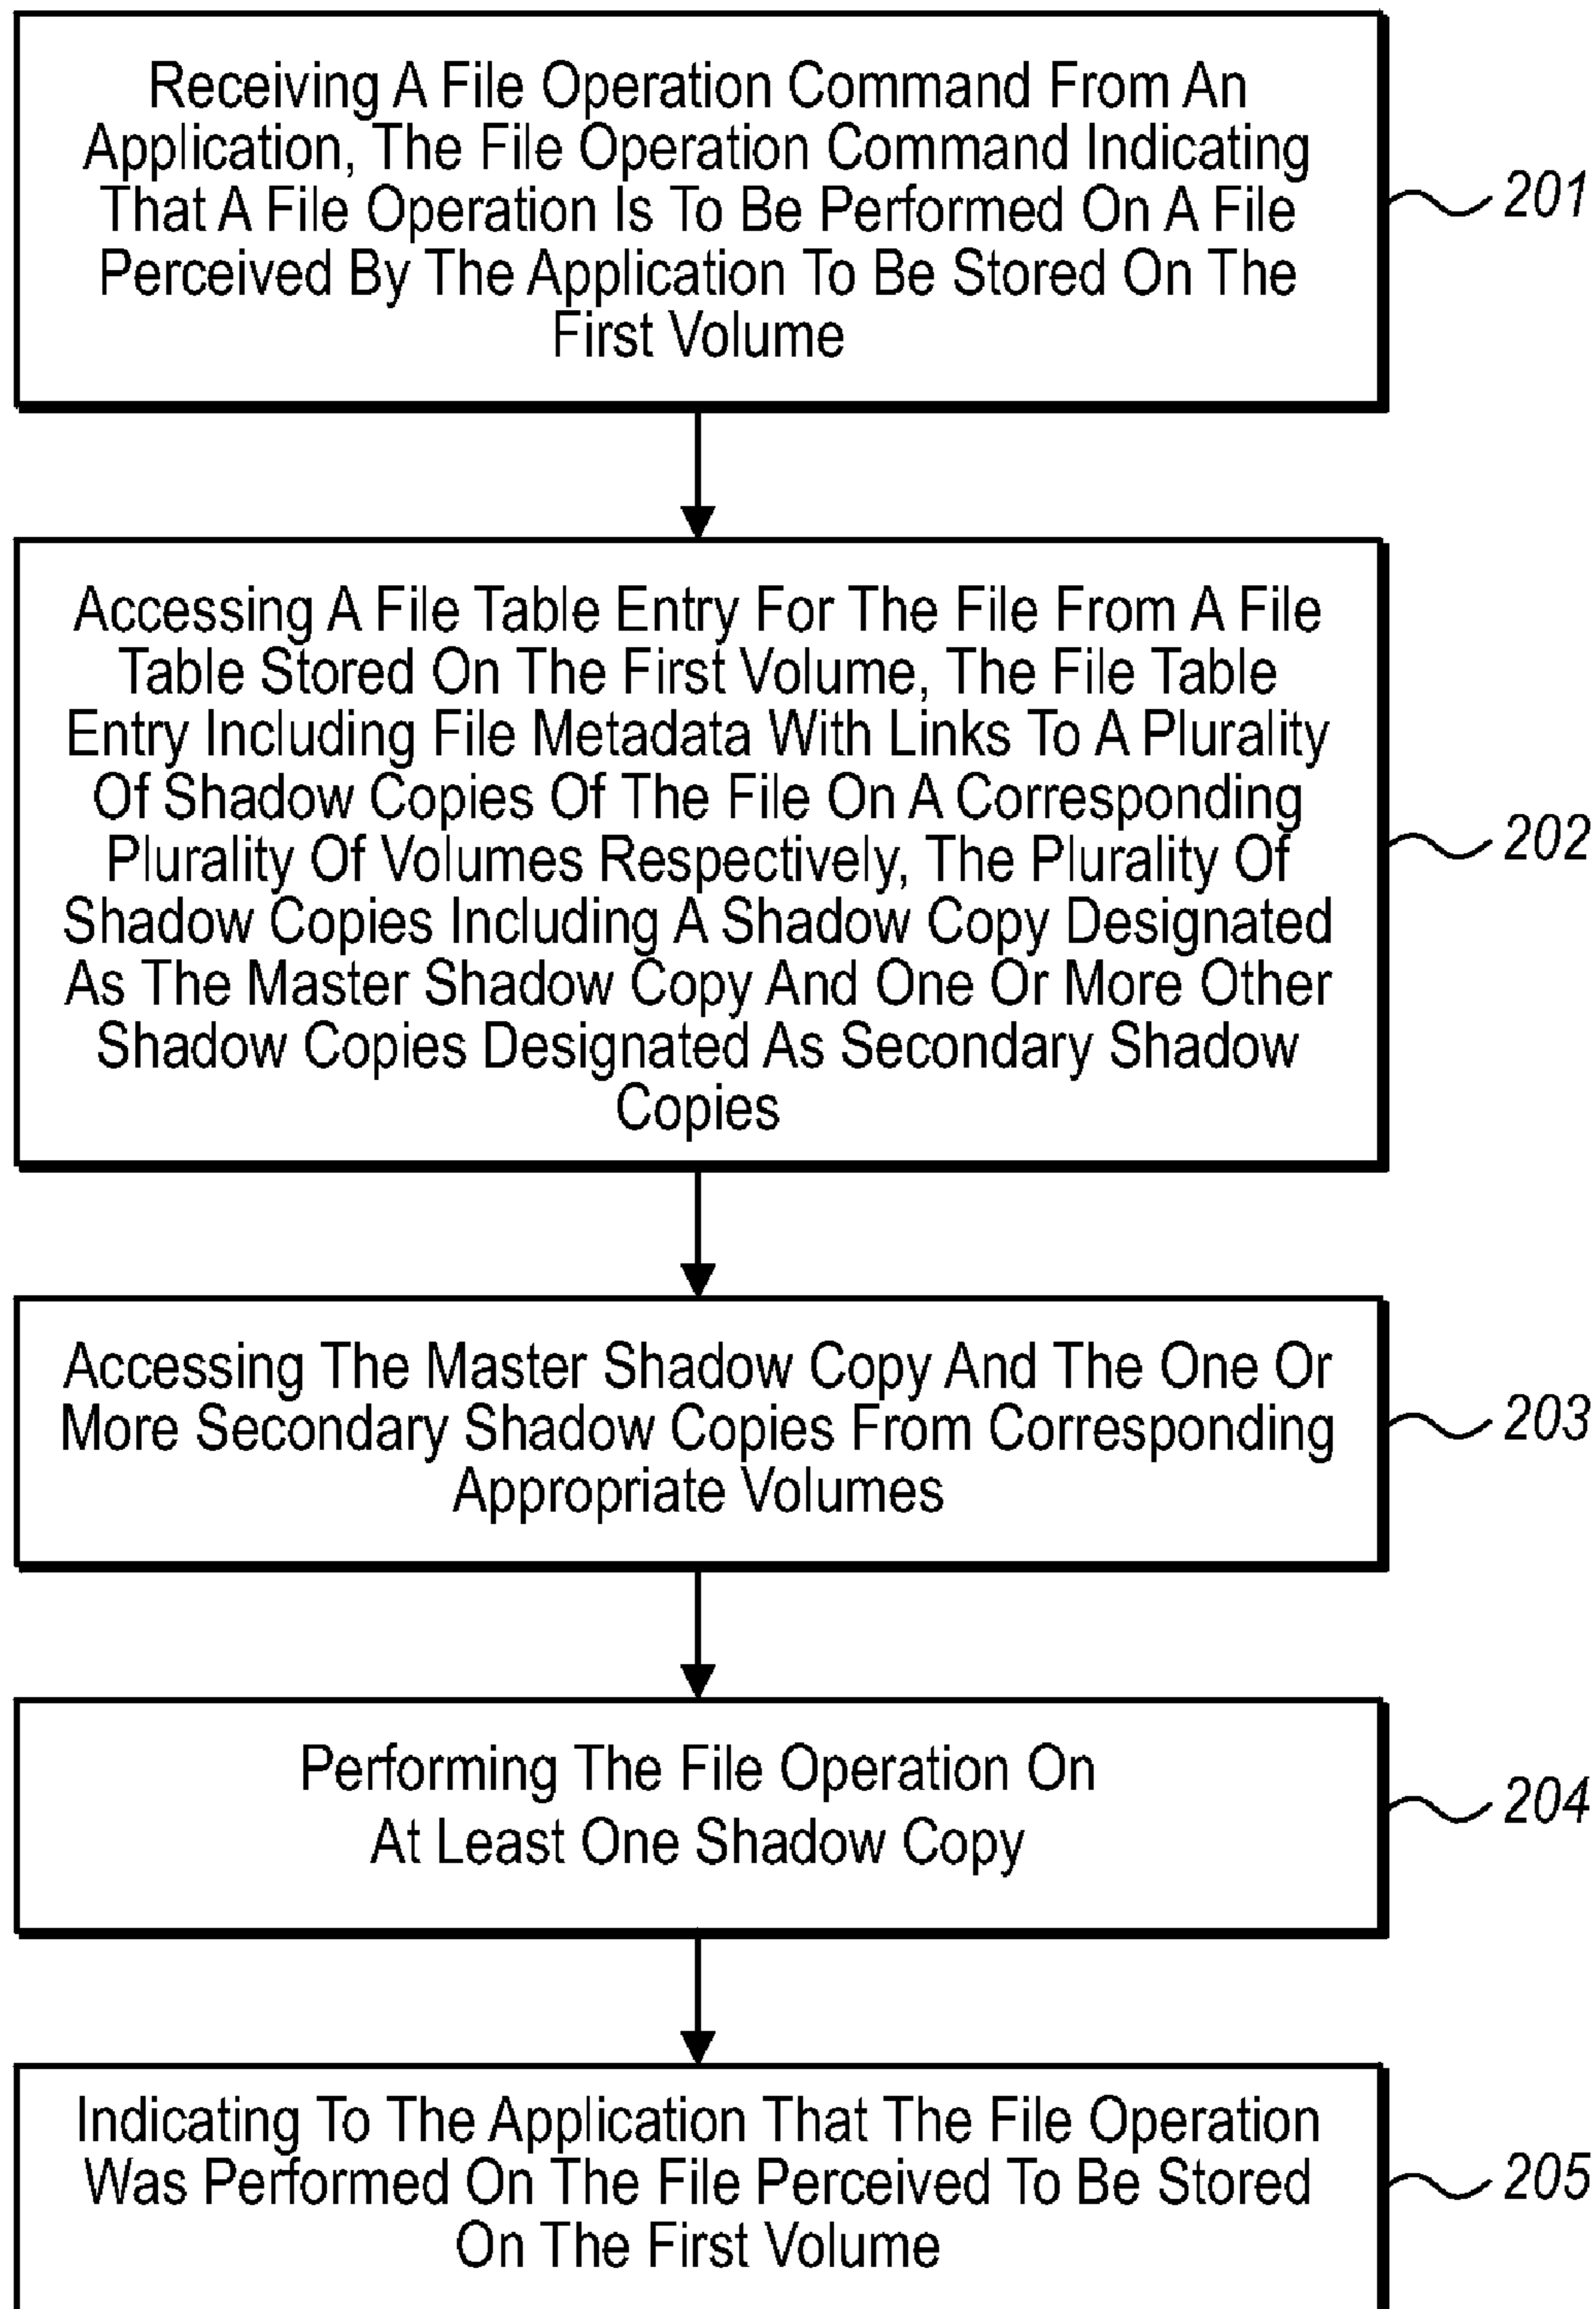 Receiving A File Operation Command From An
Application, The File Operation Command Indicating
That A File Operation Is To Be Performed On A File
Perceived By The Application To Be Stored On The
First Volume
201
Accessing A File Table Entry For The File From A File
Table Stored On The First Volume, The File Table
Entry Including File Metadata With Links To A Plurality
Of Shadow Copies Of The File On A Corresponding
Plurality Of Volumes Respectively, The Plurality Of
Shadow Copies Including A Shadow Copy Designated
As The Master Shadow Copy And One Or More Other
Shadow Copies Designated As Secondary Shadow
Copies
202
Accessing The Master Shadow Copy And The One Or
More Secondary Shadow Copies From Corresponding
Appropriate Volumes
203
Performing The File Operation On
At Least One Shadow Copy
204
Indicating To The Application That The File Operation
Was Performed On The File Perceived To Be Stored
On The First Volume
205